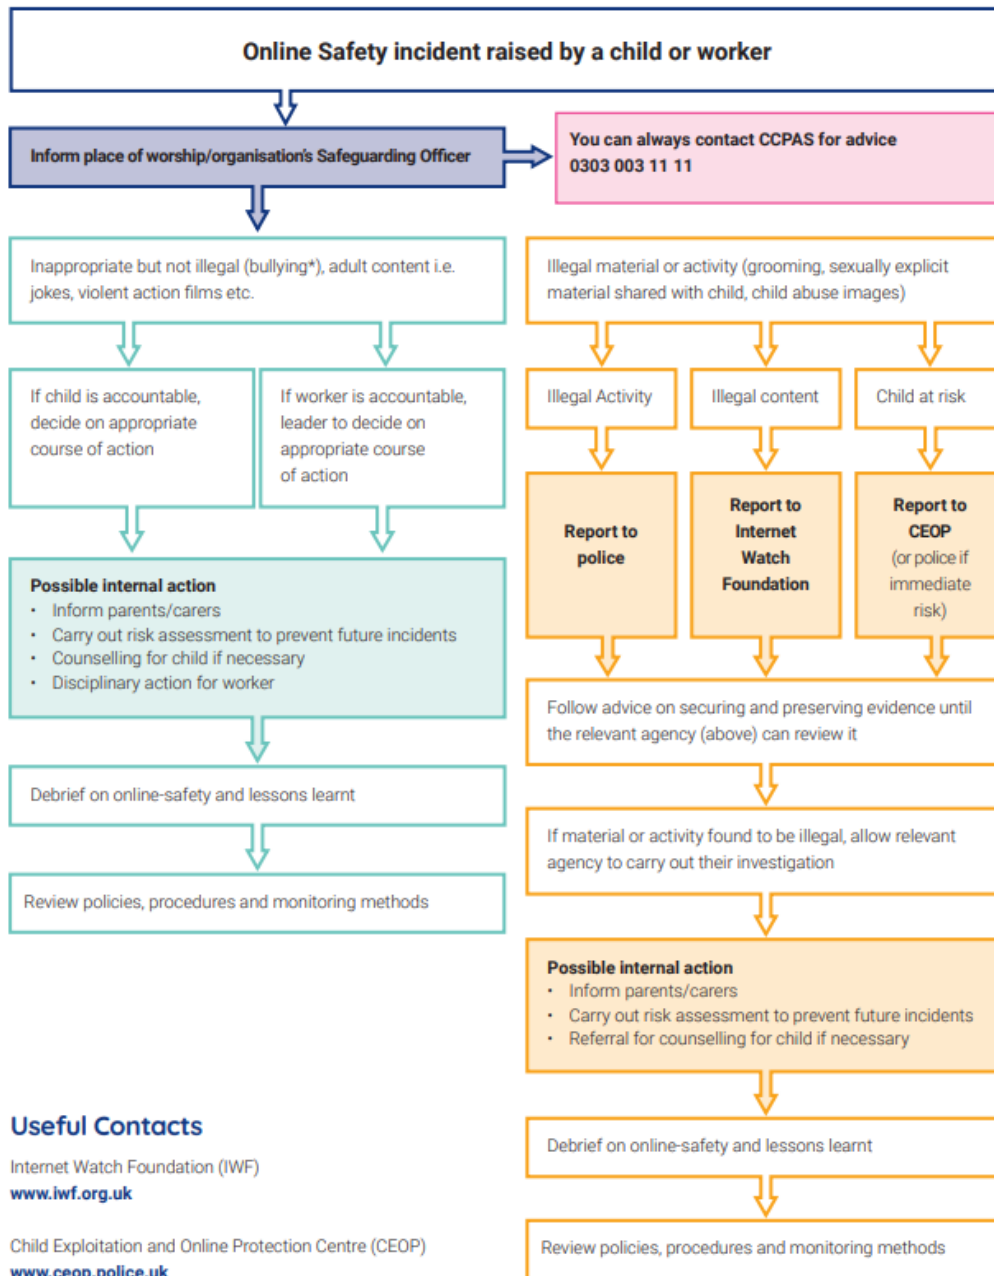 Online Safety incident raised by a child or worker
Inform place of worship/organisation's Safeguarding Officer
You can always contact CCPAS for advice
0303 003 11 11
Inappropriate but not illegal (bullying*), adult content i.e.
jokes, violent action films etc.
If child is accountable,
decide on appropriate
course of action
If worker is accountable,
leader to decide on
appropriate course
of action
Possible internal action
• Inform parents/carers
• Carry out risk assessment to prevent future incidents
• Counselling for child if necessary
• Disciplinary action for worker
Debrief on online-safety and lessons learnt
Review policies, procedures and monitoring methods
Illegal material or activity (grooming, sexually explicit
material shared with child, child abuse images)
Illegal Activity
Illegal content
Child at risk
Report to
police
Report to
Internet
Watch
Foundation
Report to
CEOP
(or police if
immediate
risk)
Follow advice on securing and preserving evidence until
the relevant agency (above) can review it
If material or activity found to be illegal, allow relevant
agency to carry out their investigation
Possible internal action
• Inform parents/carers
• Carry out risk assessment to prevent future incidents
• Referral for counselling for child if necessary
Debrief on online-safety and lessons learnt
Review policies, procedures and monitoring methods
Useful Contacts
Internet Watch Foundation (IWF)
www.iwf.org.uk
Child Exploitation and Online Protection Centre (CEOP)
www.ceop.police.uk